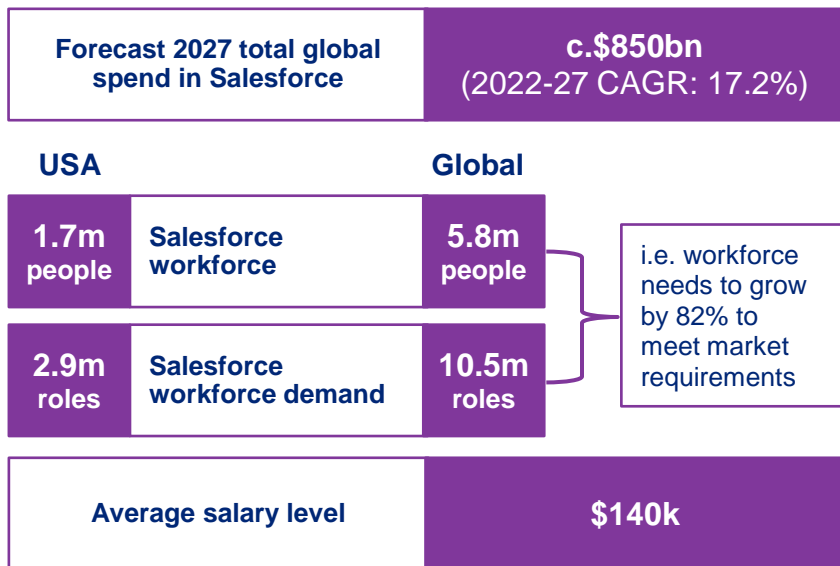 Forecast 2027 total global
spend in Salesforce
c.$850bn
(2022-27 CAGR: 17.2%)
USA
Global
1.7m
people
Salesforce
workforce
5.8m
people
i.e. workforce
needs to grow
by 82% to
meet market
requirements
2.9m
roles
Salesforce
workforce demand
10.5m
roles
Average salary level
$140k